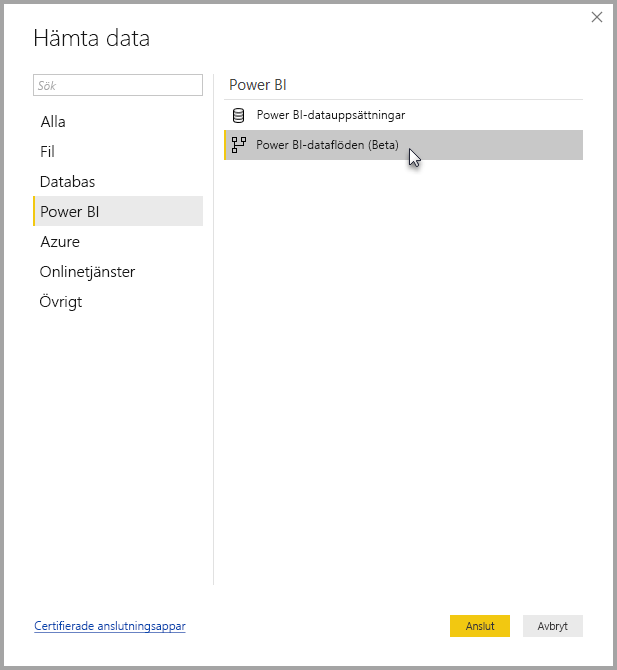 Hämta data
Sök
Alla
Fil
Databas
Power BI
Azure
Onlinetjänster
Övrigt
Power BI
Power BI-datauppsättningar
Power BI-dataflöden (Beta)
Certifierade anslutningsappar
Anslut
Avbryt